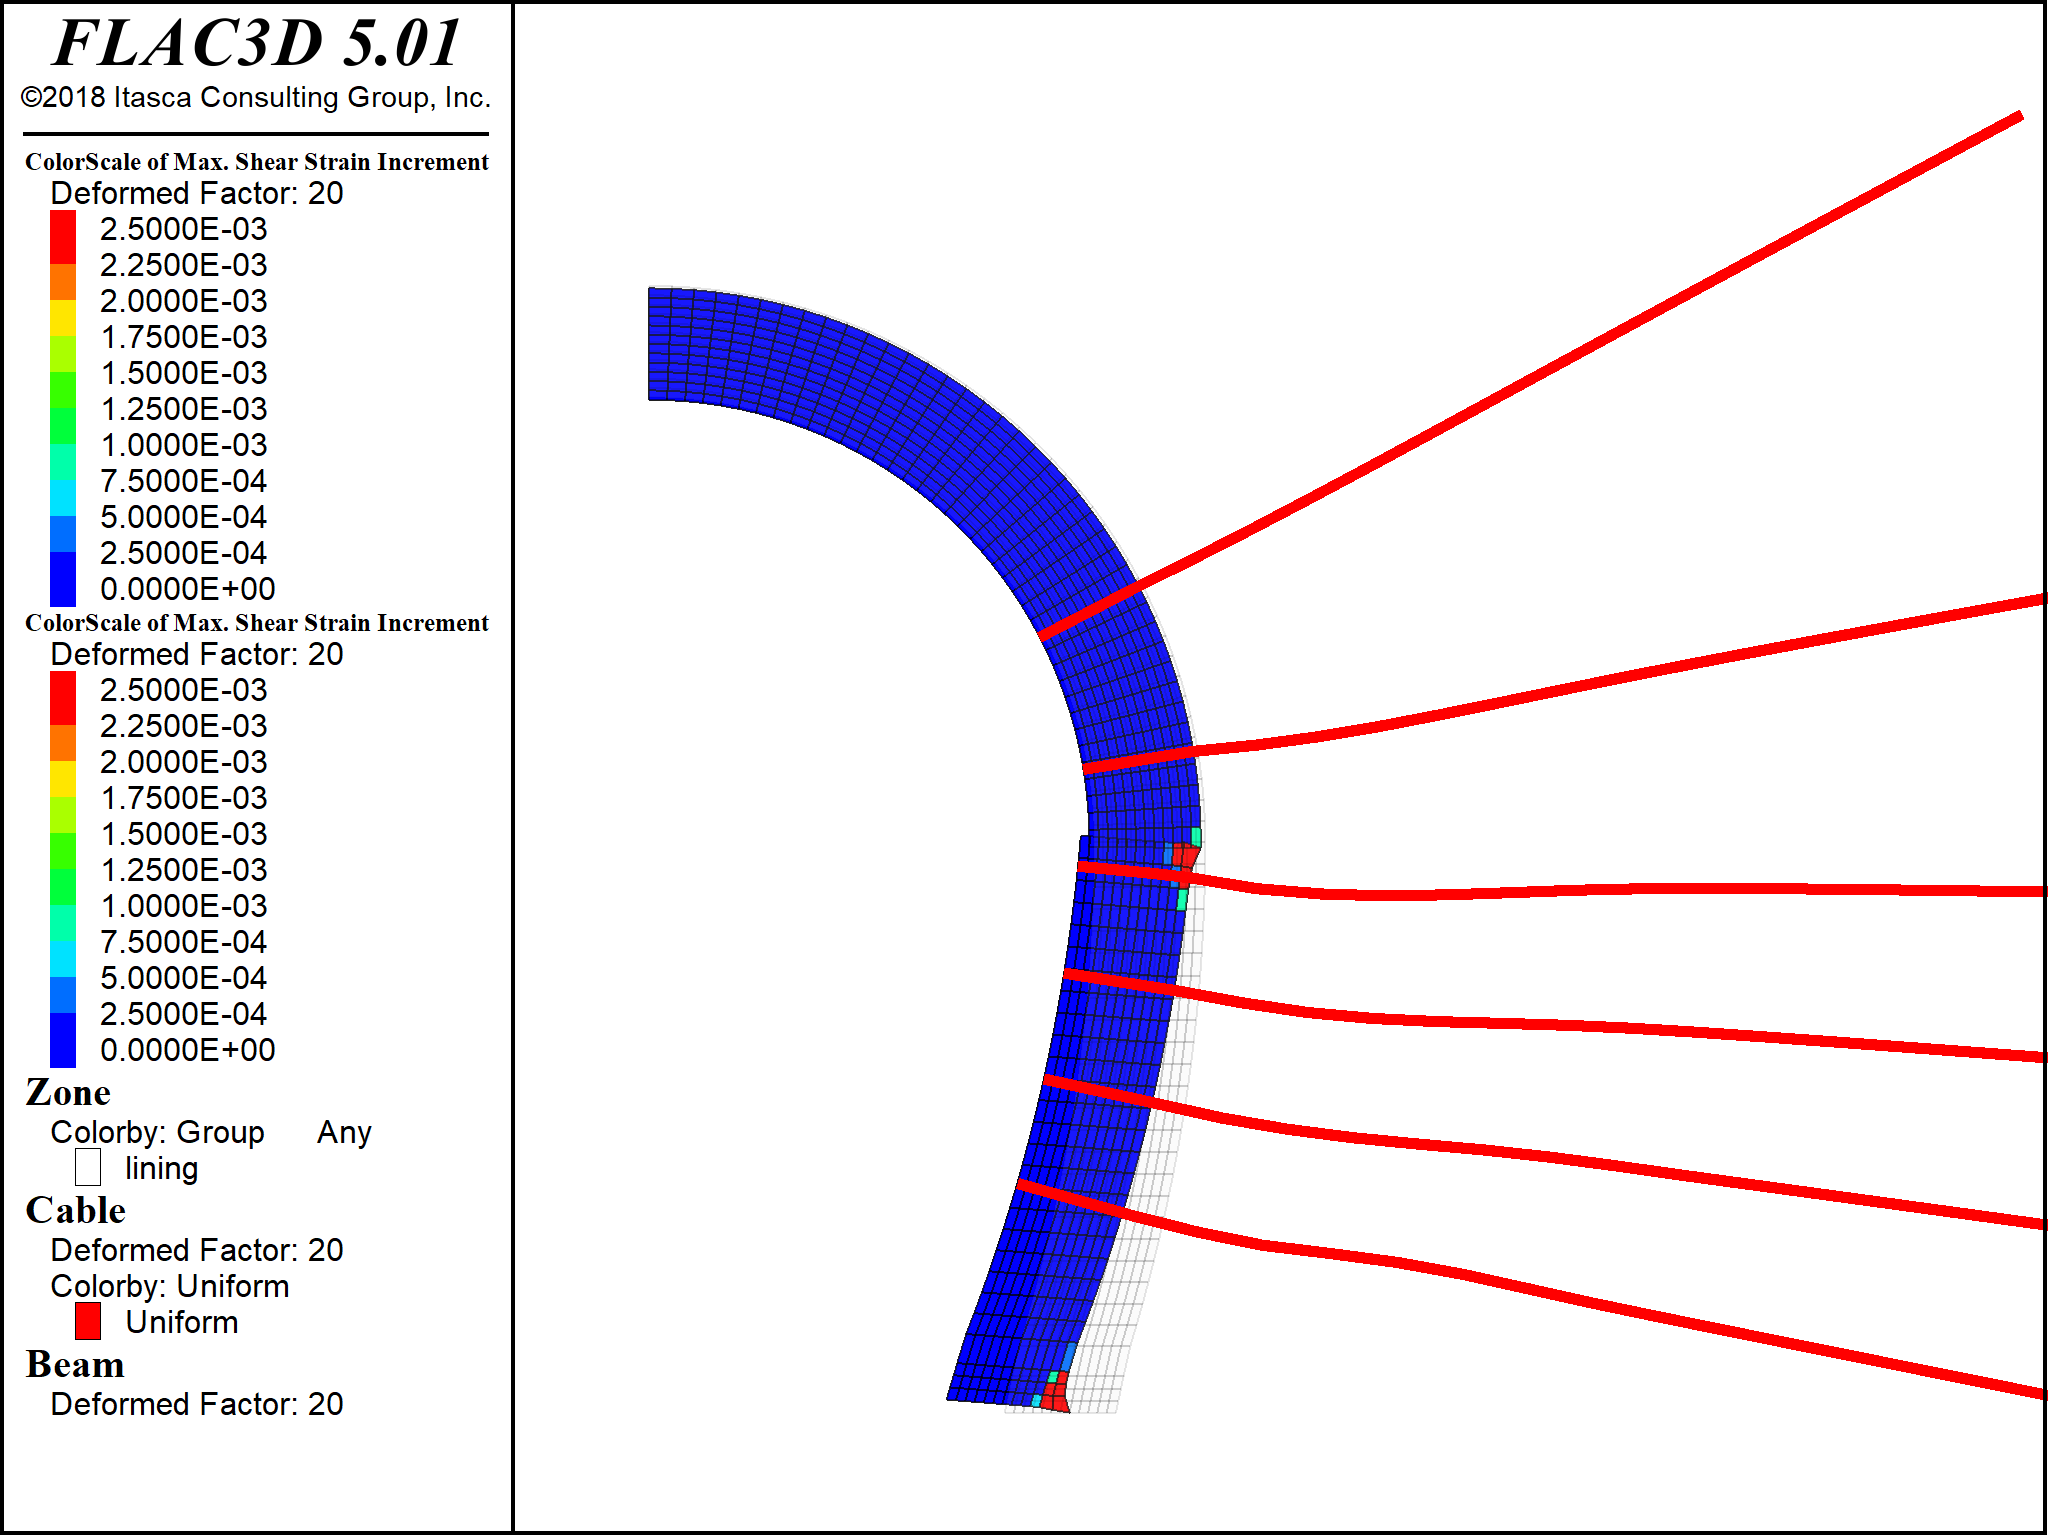 FLAC3D 5.01
©2018 Itasca Consulting Group, Inc.
ColorScale of Max. Shear Strain Increment
Deformed Factor: 20
2.5000E-03
2.2500E-03
2.0000E-03
1.7500E-03
1.5000E-03
1.2500E-03
1.0000E-03
7.5000E-04
5.0000E-04
2.5000E-04
0.0000E+00
ColorScale of Max. Shear Strain Increment
Deformed Factor: 20
2.5000E-03
2.2500E-03
2.0000E-03
1.7500E-03
1.5000E-03
1.2500E-03
1.0000E-03
7.5000E-04
5.0000E-04
2.5000E-04
0.0000E+00
Zone
Colorby: Group Any
lining
Cable
Deformed Factor: 20
Colorby: Uniform
Uniform
Beam
Deformed Factor: 20